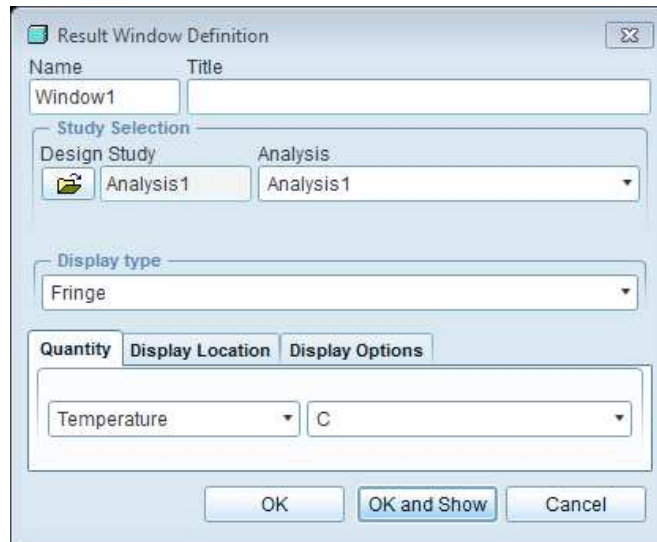 Result Window Definition
Name Title
Window1
Study Selection
Design Study Analysis
Analysis1 Analysis1
Display type
Fringe
Quantity Display Location Display Options
Temperature C
OK OK and Show Cancel